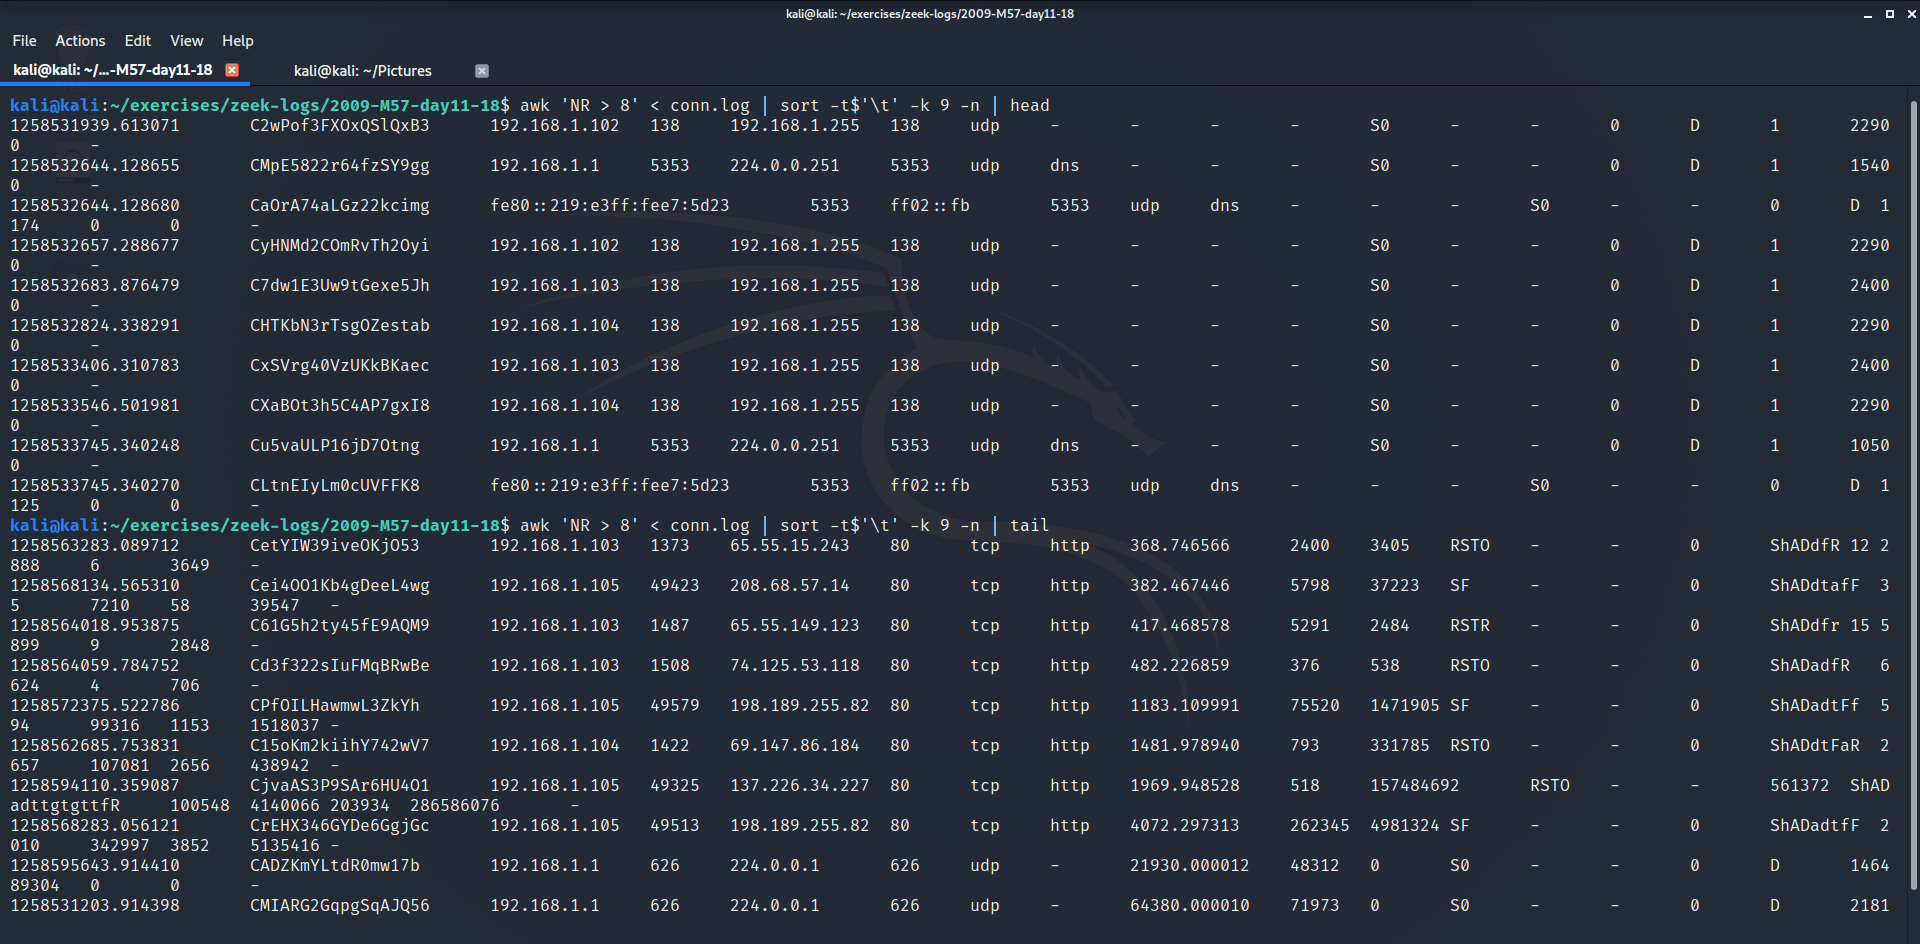 kali@kali: ~/exercises/zeek-logs/2009-M57-day11-18
File Actions Edit View Help
kali@kali: ~/...-M57-day11-18 kali@kali: ~/Pictures
kali@kali:~/exercises/zeek-logs/2009-M57-day11-18$ awk 'NR > 8' < conn.log | sort -t$'\t' -k 9 -n | head
1258531939.613071 C2wPof3FXOxQSlQxB3 192.168.1.102 138 192.168.1.255 138 udp - - - - S0 - - 0 D 1 2290
0 -
1258532644.128655 CMpE5822r64fzSY9gg 192.168.1.1 5353 224.0.0.251 5353 udp dns - - - S0 - - 0 D 1 1540
0 -
1258532644.128680 CaOrA74aLGz22kcimg fe80::219:e3ff:fee7:5d23 5353 ff02::fb 5353 udp dns - - - S0 - - 0 D 1
174 0 0 -
1258532657.288677 CyHNMd2COmRvTh2Oyi 192.168.1.102 138 192.168.1.255 138 udp - - - - S0 - - 0 D 1 2290
0 -
1258532683.876479 C7dw1E3Uw9tGexe5Jh 192.168.1.103 138 192.168.1.255 138 udp - - - - S0 - - 0 D 1 2400
0 -
1258532824.338291 CHTKbN3rTsgOZestab 192.168.1.104 138 192.168.1.255 138 udp - - - - S0 - - 0 D 1 2290
0 -
1258533406.310783 CxSVrg40VzUKkBKaec 192.168.1.103 138 192.168.1.255 138 udp - - - - S0 - - 0 D 1 2400
0 -
1258533546.501981 CXaBOt3h5C4AP7gxI8 192.168.1.104 138 192.168.1.255 138 udp - - - - S0 - - 0 D 1 2290
0 -
1258533745.340248 Cu5vaULP16jD7Otng 192.168.1.1 5353 224.0.0.251 5353 udp dns - - - S0 - - 0 D 1 1050
0 -
1258533745.340270 CLtnEIyLm0cUVFFK8 fe80::219:e3ff:fee7:5d23 5353 ff02::fb 5353 udp dns - - - S0 - - 0 D 1
125 0 0 -
kali@kali:~/exercises/zeek-logs/2009-M57-day11-18$ awk 'NR > 8' < conn.log | sort -t$'\t' -k 9 -n | tail
1258563283.089712 CetYIW39iveOKjO53 192.168.1.103 1373 65.55.15.243 80 tcp http 368.746566 2400 3405 RSTO - - 0 ShADdfR 12 2
888 6 3649 -
1258568134.565310 Cei4OO1Kb4gDeeL4wg 192.168.1.105 49423 208.68.57.14 80 tcp http 382.467446 5798 37223 SF - - 0 ShADdtafF 3
5 7210 58 39547 -
1258564018.953875 C61G5h2ty45fE9AQM9 192.168.1.103 1487 65.55.149.123 80 tcp http 417.468578 5291 2484 RSTR - - 0 ShADdfr 15 5
899 9 2848 -
1258564059.784752 Cd3f322sIuFMqBRwBe 192.168.1.103 1508 74.125.53.118 80 tcp http 482.226859 376 538 RSTO - - 0 ShADadfR 6
624 4 706 -
1258572375.522786 CPfOILHawmwL3ZkYh 192.168.1.105 49579 198.189.255.82 80 tcp http 1183.109991 75520 1471905 SF - - 0 ShADadtFf 5
94 99316 1153 1518037 -
1258562685.753831 C15oKm2kiihY742wV7 192.168.1.104 1422 69.147.86.184 80 tcp http 1481.978940 793 331785 RSTO - - 0 ShADdtFaR 2
657 107081 2656 438942 -
1258594110.359087 CjvaAS3P9SAr6HU4O1 192.168.1.105 49325 137.226.34.227 80 tcp http 1969.948528 518 157484692 RSTO - - 561372 ShAD
adttgtgttfR 100548 4140066 203934 286586076 -
1258568283.056121 CrEHX346GYDe6GgjGc 192.168.1.105 49513 198.189.255.82 80 tcp http 4072.297313 262345 4981324 SF - - 0 ShADadtfF 2
010 342997 3852 5135416 -
1258595643.914410 CADZKmYLtdR0mw17b 192.168.1.1 626 224.0.0.1 626 udp - 21930.000012 48312 0 S0 - - 0 D 1464
89304 0 0 -
1258531203.914398 CMIARG2GqpgSqAJQ56 192.168.1.1 626 224.0.0.1 626 udp - 64380.000010 71973 0 S0 - - 0 D 2181